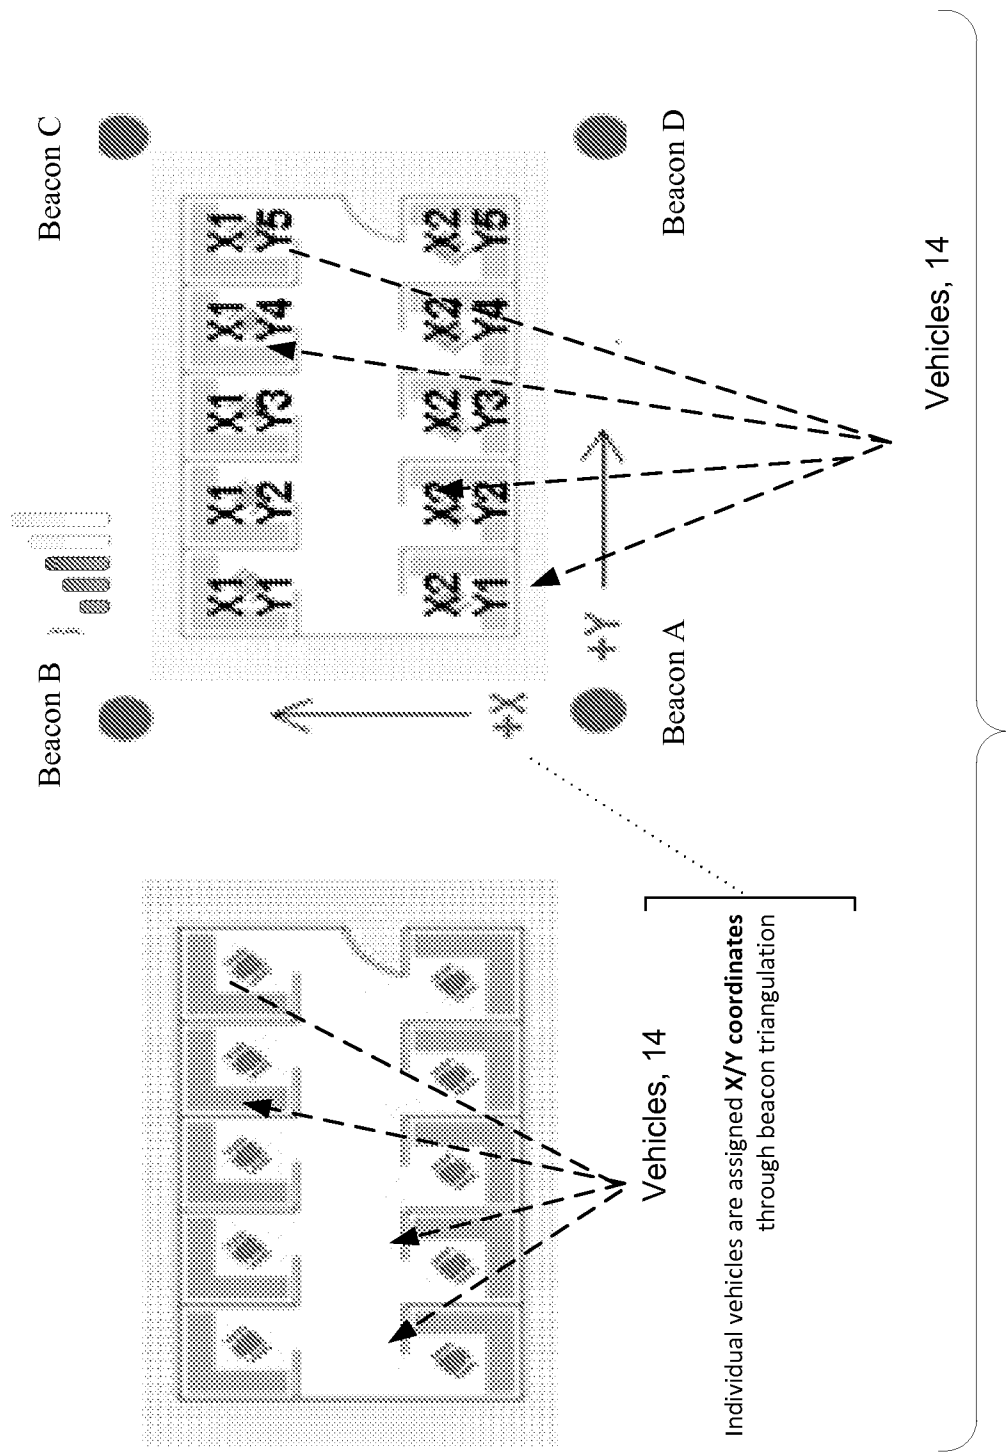 Beacon B
Beacon C
X1 X1 X1 X1 X1
Y1 Y2 Y3 Y4 Y5
X2 X2 X2 X2 X2
Y1 Y2 Y3 Y4 Y5
+X
+Y
Beacon A
Beacon D
Vehicles, 14
Individual vehicles are assigned X/Y coordinates
through beacon triangulation
Vehicles, 14